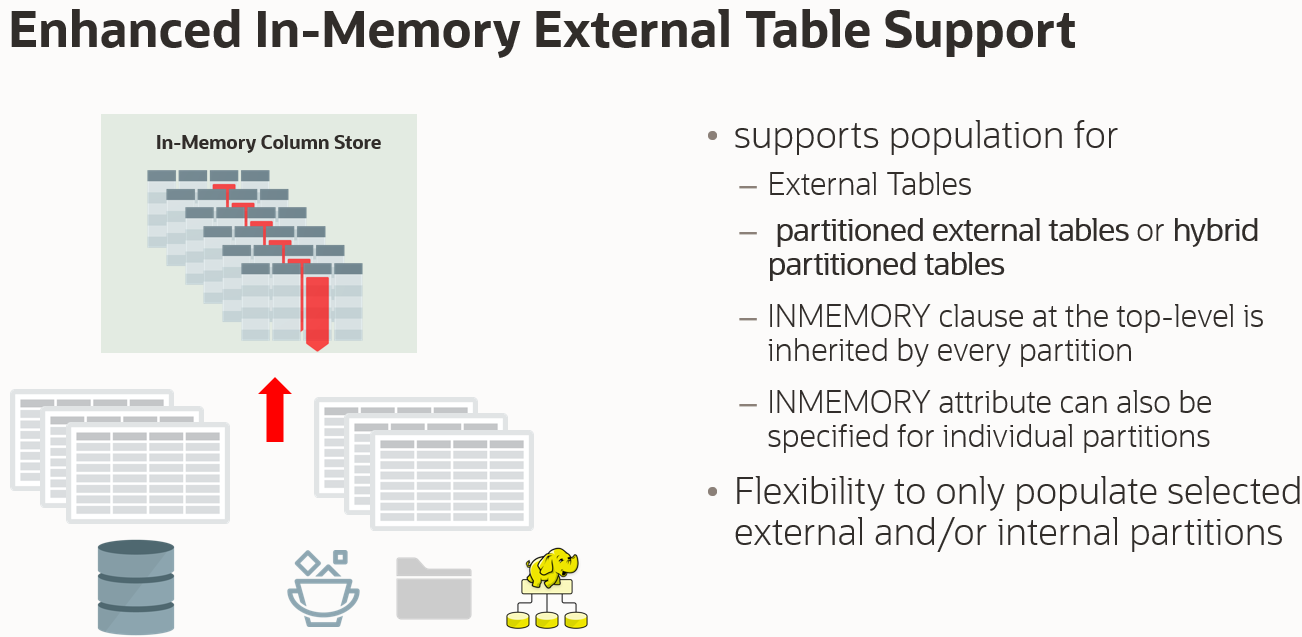 Enhanced In-Memory External Table Support
In-Memory Column Store
• supports population for
– External Tables
– partitioned external tables or hybrid
partitioned tables
– INMEMORY clause at the top-level is
inherited by every partition
– INMEMORY attribute can also be
specified for individual partitions
• Flexibility to only populate selected
external and/or internal partitions